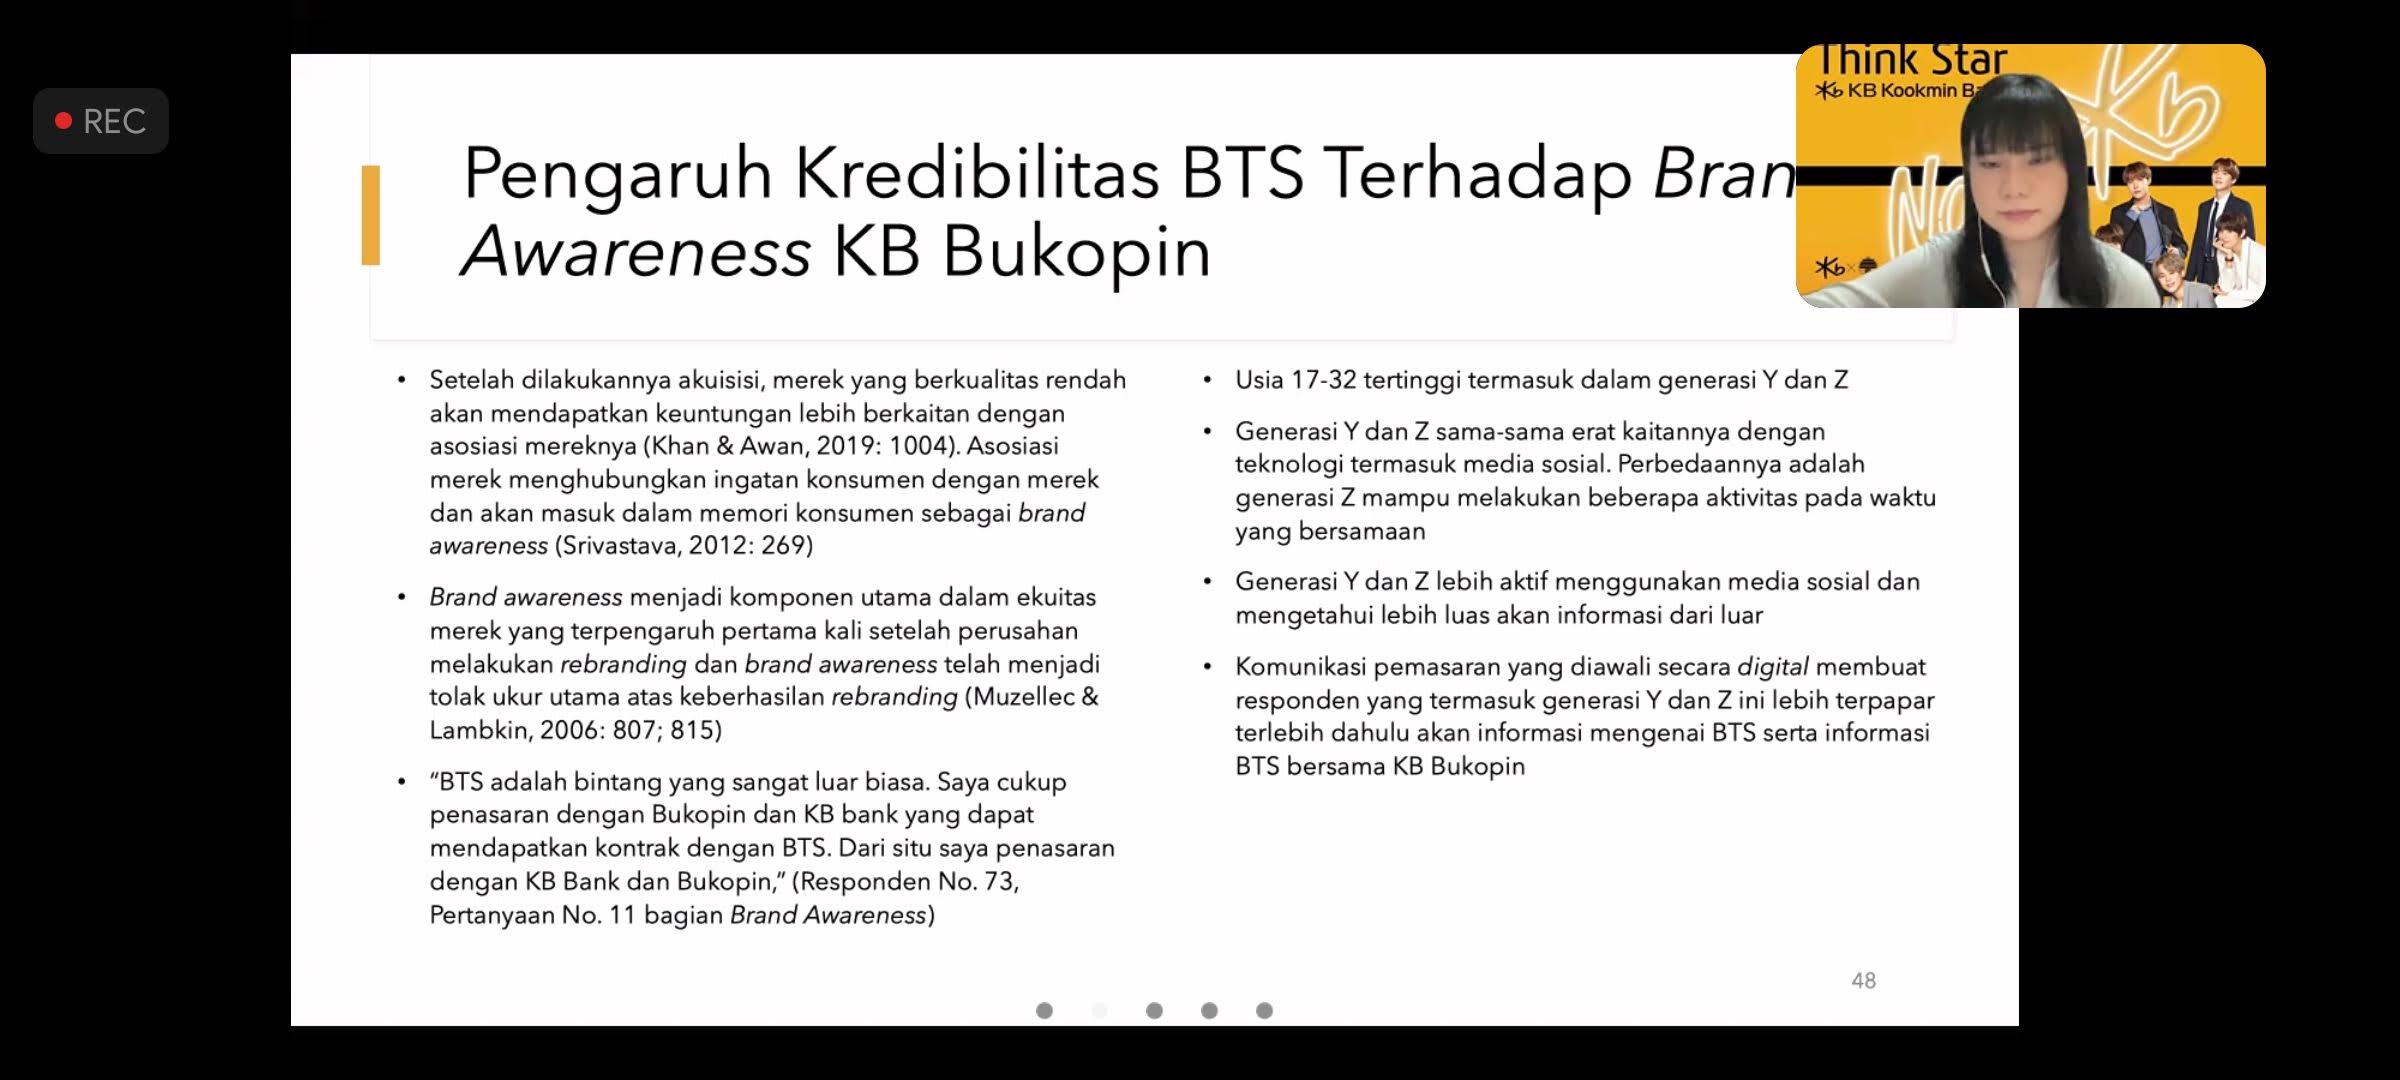 REC
Think Star
KB Kookmin
Pengaruh Kredibilitas BTS Terhadap
Awareness KB Bukopin
• Setelah dilakukannya akuisisi, merek yang berkualitas rendah
akan mendapatkan keuntungan lebih berkaitan dengan
asosiasi mereknya (Khan & Awan, 2019: 1004). Asosiasi
merek menghubungkan ingatan konsumen dengan merek
dan akan masuk dalam memori konsumen sebagai brand
awareness (Srivastava, 2012: 269)
• Brand awareness menjadi komponen utama dalam ekuitas
merek yang terpengaruh pertama kali setelah perusahan
melakukan rebranding dan brand awareness telah menjadi
tolak ukur utama atas keberhasilan rebranding (Muzellec &
Lambkin, 2006: 807; 815)
• “BTS adalah bintang yang sangat luar biasa. Saya cukup
penasaran dengan Bukopin dan KB bank yang dapat
mendapatkan kontrak dengan BTS. Dari situ saya penasaran
dengan KB Bank dan Bukopin,” (Responden No. 73,
Pertanyaan No. 11 bagian Brand Awareness)
• Usia 17-32 tertinggi termasuk dalam generasi Y dan Z
• Generasi Y dan Z sama-sama erat kaitannya dengan
teknologi termasuk media sosial. Perbedaannya adalah
generasi Z mampu melakukan beberapa aktivitas pada waktu
yang bersamaan
• Generasi Y dan Z lebih aktif menggunakan media sosial dan
mengetahui lebih luas akan informasi dari luar
• Komunikasi pemasaran yang diawali secara digital membuat
responden yang termasuk generasi Y dan Z ini lebih terpapar
terlebih dahulu akan informasi mengenai BTS serta informasi
BTS bersama KB Bukopin
48